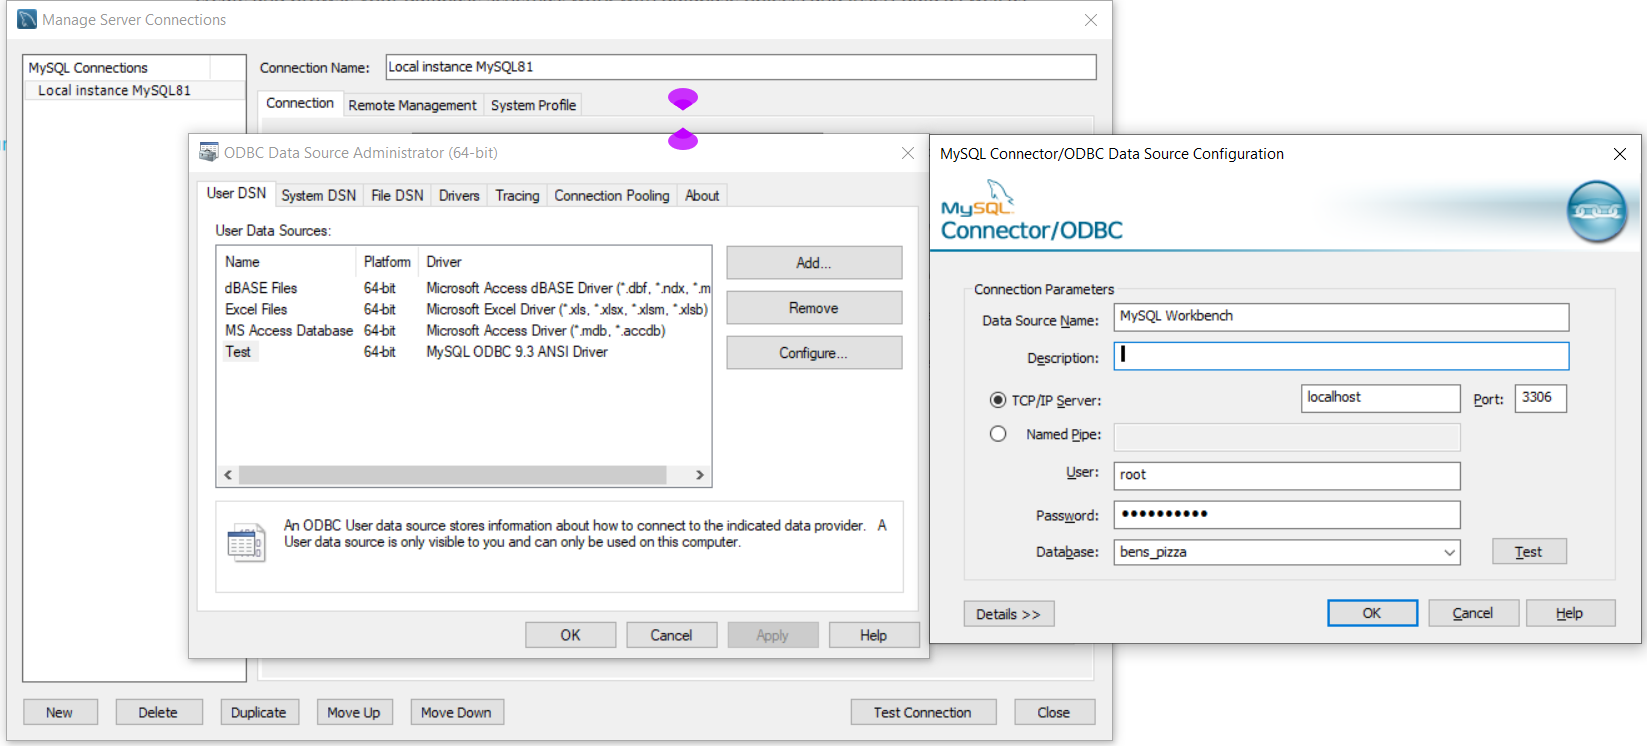 Manage Server Connections
MySQL Connections
Local instance MySQL81
Connection Name:
Local instance MySQL81
Connection
Remote Management
System Profile
ODBC Data Source Administrator (64-bit)
User DSN
System DSN
File DSN
Drivers
Tracing
Connection Pooling
About
User Data Sources:
Name Platform Driver
dBASE Files 64-bit Microsoft Access dBASE Driver (*.dbf, *.ndx, *.m
Excel Files 64-bit Microsoft Excel Driver (*.xls, *.xlsx, *.xlsm, *.xlsb)
MS Access Database 64-bit Microsoft Access Driver (*.mdb, *.accdb)
Test 64-bit MySQL ODBC 9.3 ANSI Driver
Add...
Remove
Configure...
An ODBC User data source stores information about how to connect to the indicated data provider. A
User data source is only visible to you and can only be used on this computer.
OK
Cancel
Apply
Help
MySQL Connector/ODBC Data Source Configuration
MySQL
Connector/ODBC
Connection Parameters
Data Source Name: MySQL Workbench
Description:
TCP/IP Server: localhost Port: 3306
Named Pipe:
User: root
Password: ••••••••••
Database: bens_pizza
Test
Details >>
OK
Cancel
Help
New
Delete
Duplicate
Move Up
Move Down
Test Connection
Close